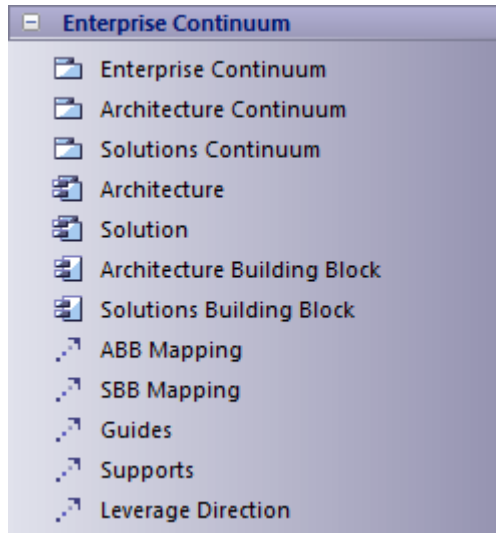 Enterprise Continuum
Enterprise Continuum
Architecture Continuum
Solutions Continuum
Architecture
Solution
Architecture Building Block
Solutions Building Block
ABB Mapping
SBB Mapping
Guides
Supports
Leverage Direction